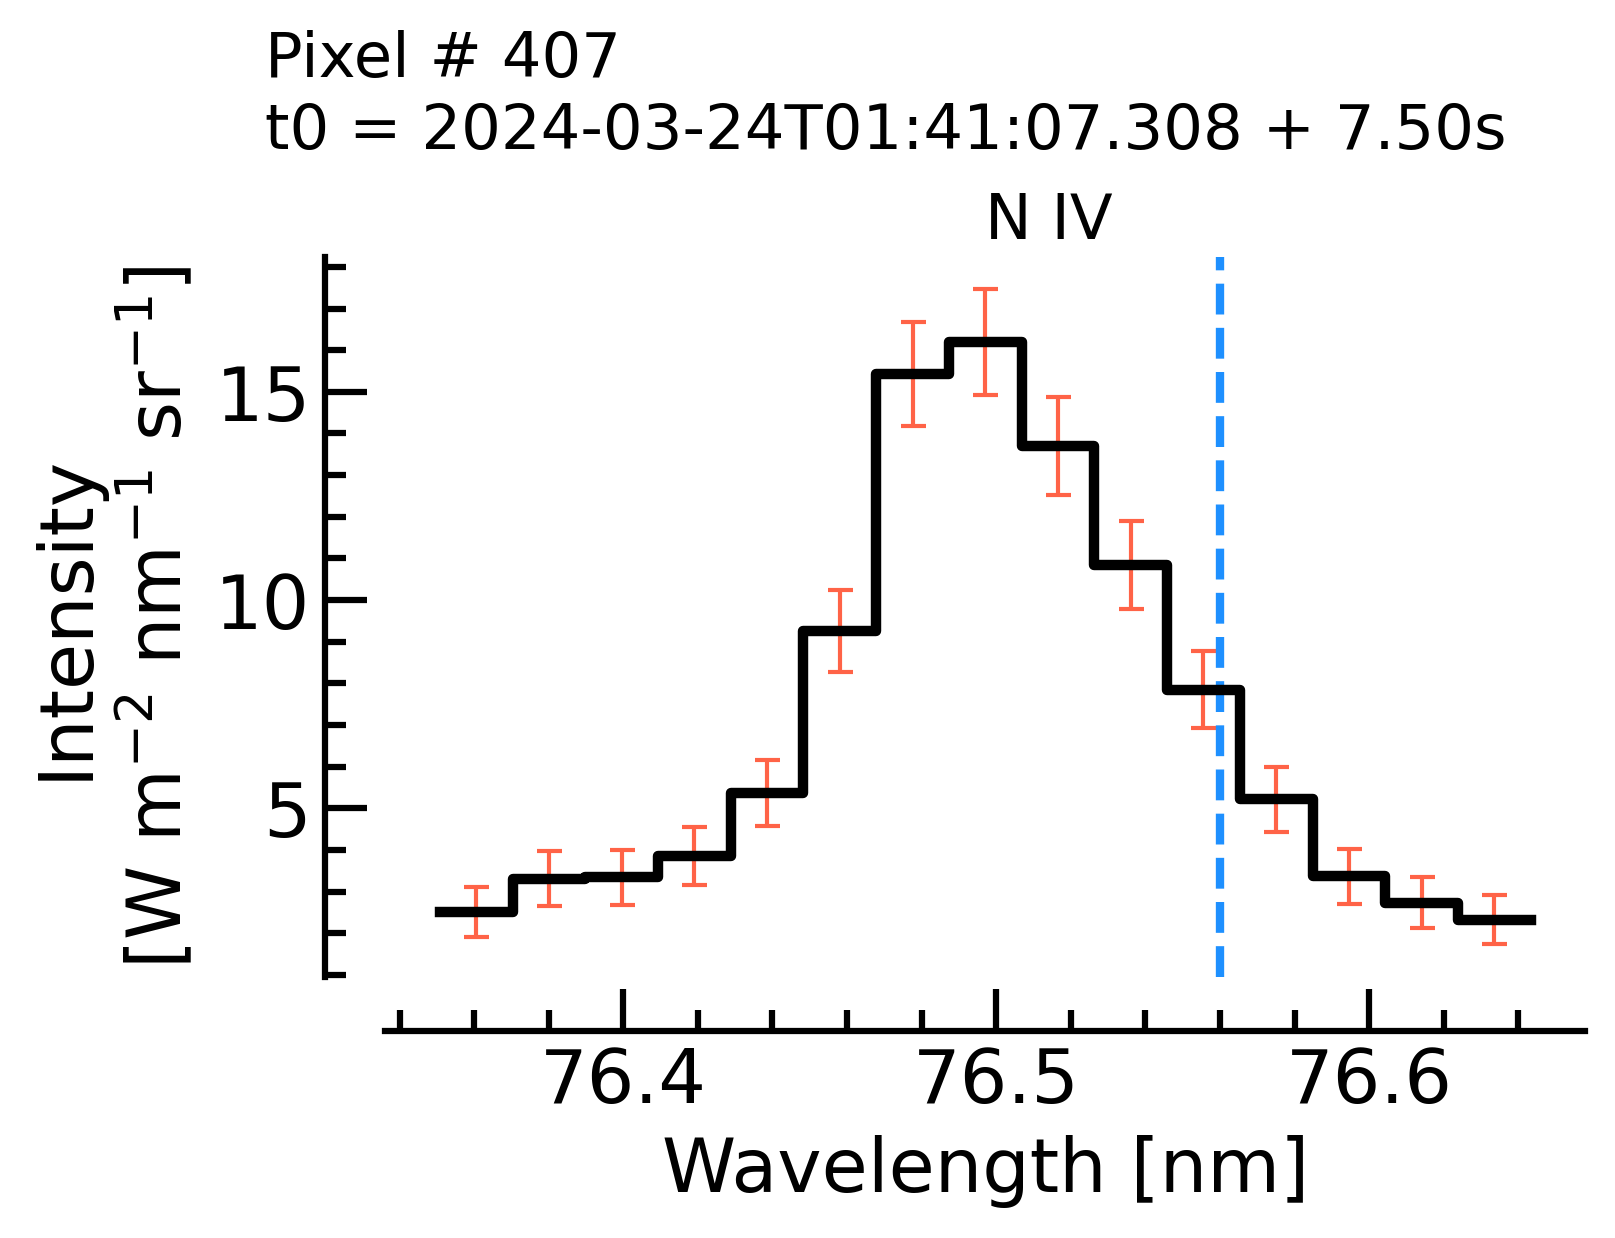 Pixel # 407
t0 = 2024-03-24T01:41:07.308 + 7.50s
N IV
Intensity
[W m⁻² nm⁻¹ sr⁻¹]
15
10
5
76.4 76.5 76.6
Wavelength [nm]